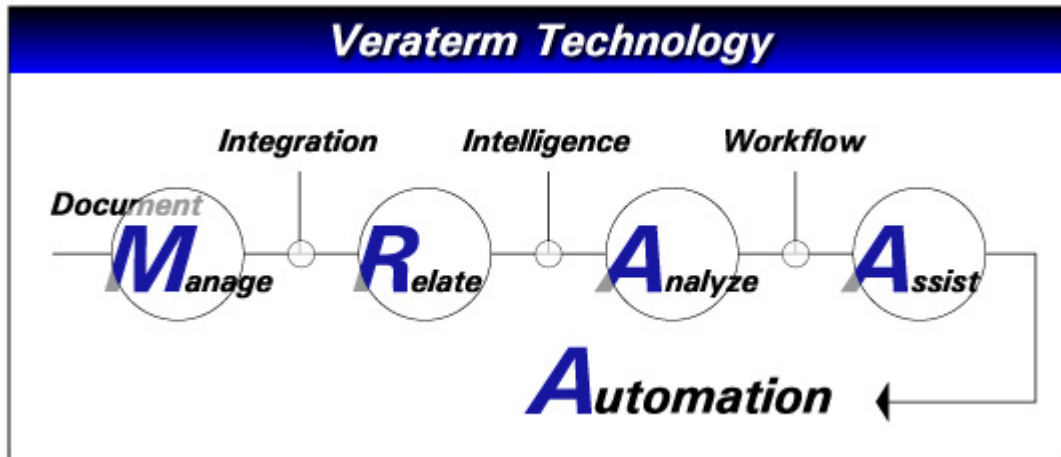 Veraterm Technology
Integration Intelligence Workflow
Document
Manage Relate Analyze Assist
Automation